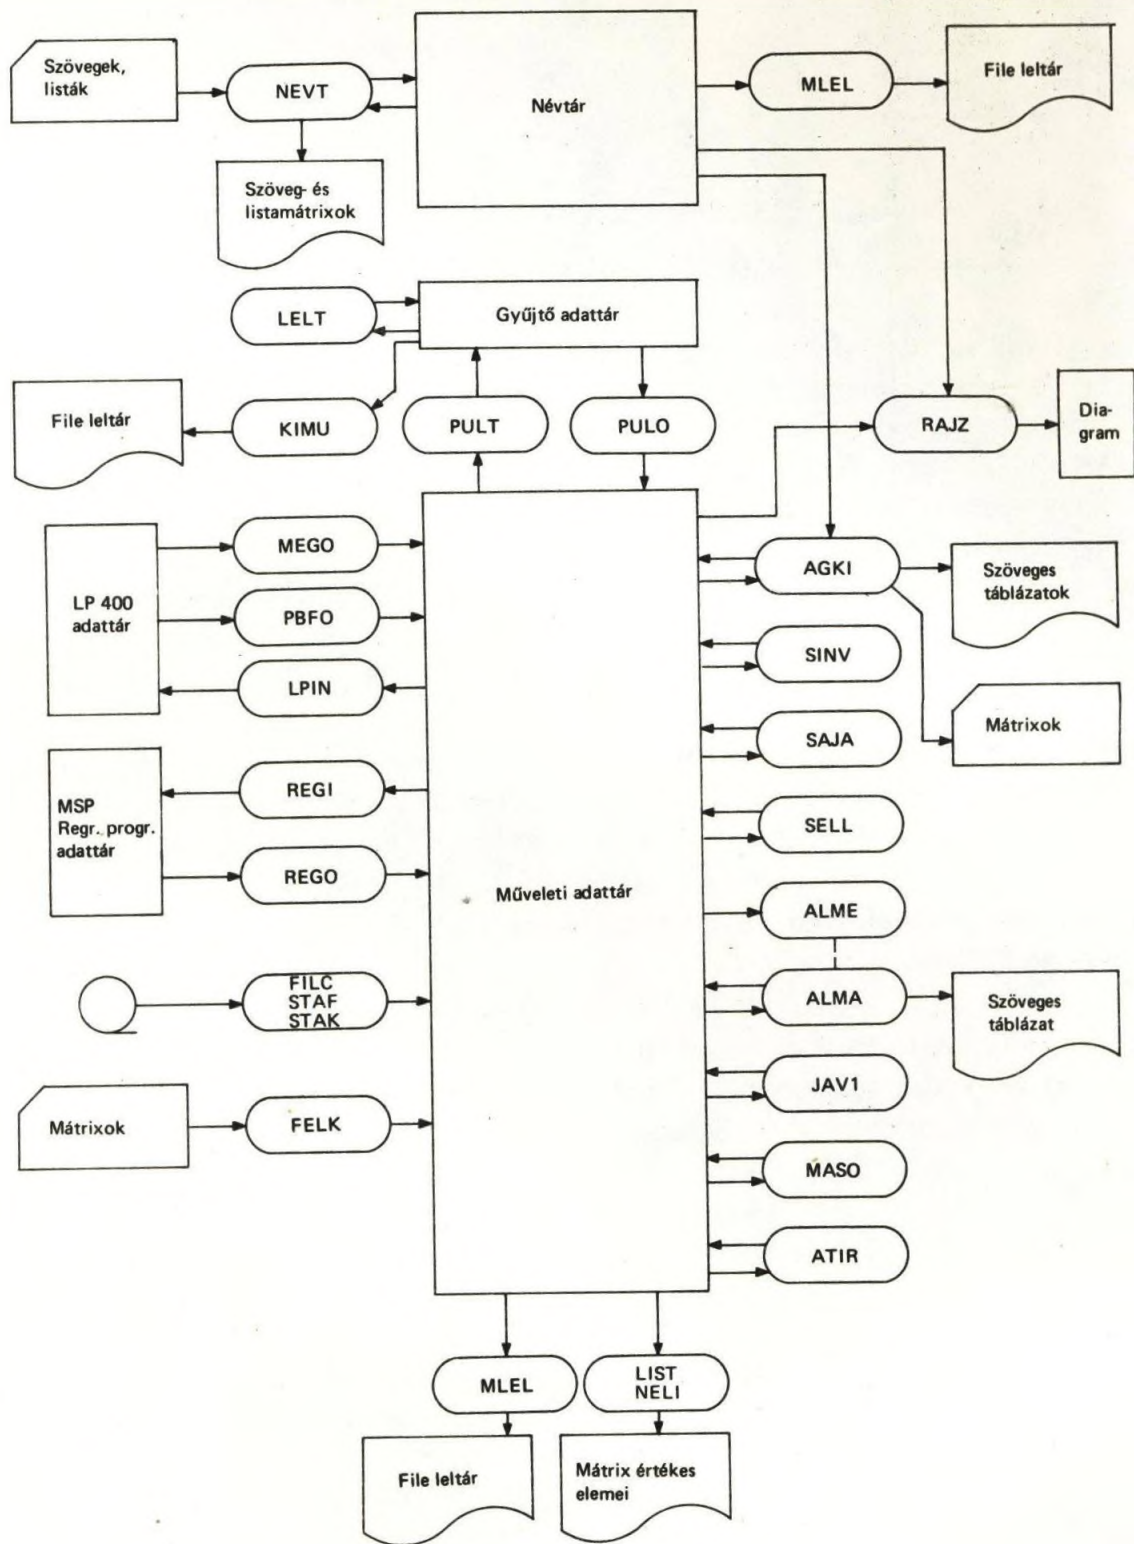 Szövegek,
listák
NEVT
Névtár
MLEL
File leltár
Szöveg- és
listamátrixok
LELT
Gyűjtő adattár
File leltár
KIMU
PULT
PULO
RAJZ
Dia-
gram
MEGO
LP 400
adattár
PBFO
LPIN
AGKI
Szöveges
táblázatok
SINV
SAJA
Mátrixok
REGI
MSP
Regr. progr.
adattár
REGO
SELL
Műveleti adattár
ALME
FILC
STAF
STAK
ALMA
Szöveges
táblázat
Mátrixok
FELK
JAV1
MASO
ATIR
MLEL
LIST
NELI
File leltár
Mátrix értékes
elemei